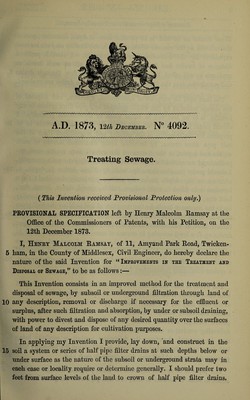 A.D. 1873, 12th December. No 4092.
Treating Sewage.
(This Invention received Provisional Protection only.)
PROVISIONAL SPECIFICATION left by Henry Malcolm Ramsay at the
Office of the Commissioners of Patents, with his Petition, on the
12th December 1873.
I, Henry Malcolm Ramsay, of 11, Amyand Park Road, Twicken-
5 ham, in the County of Middlesex, Civil Engineer, do hereby declare the
nature of the said Invention for "Improvements in the Treatment and
Disposal of Sewage," to be as follows:—
This Invention consists in an improved method for the treatment and
disposal of sewage, by subsoil or underground filtration through land of
10 any description, removal or discharge if necessary for the effluent or
surplus, after such filtration and absorption, by under or subsoil draining,
with power to divest and dispose of any desired quantity over the surfaces
of land of any description for cultivation purposes.
In applying my Invention I provide, lay down, and construct in the
15 soil a system or series of half pipe filter drains at such depths below or
under surface as the nature of the subsoil or underground strata may in
each case or locality require or determine generally. I should prefer two
feet from surface levels of the land to crown of half pipe filter drains.